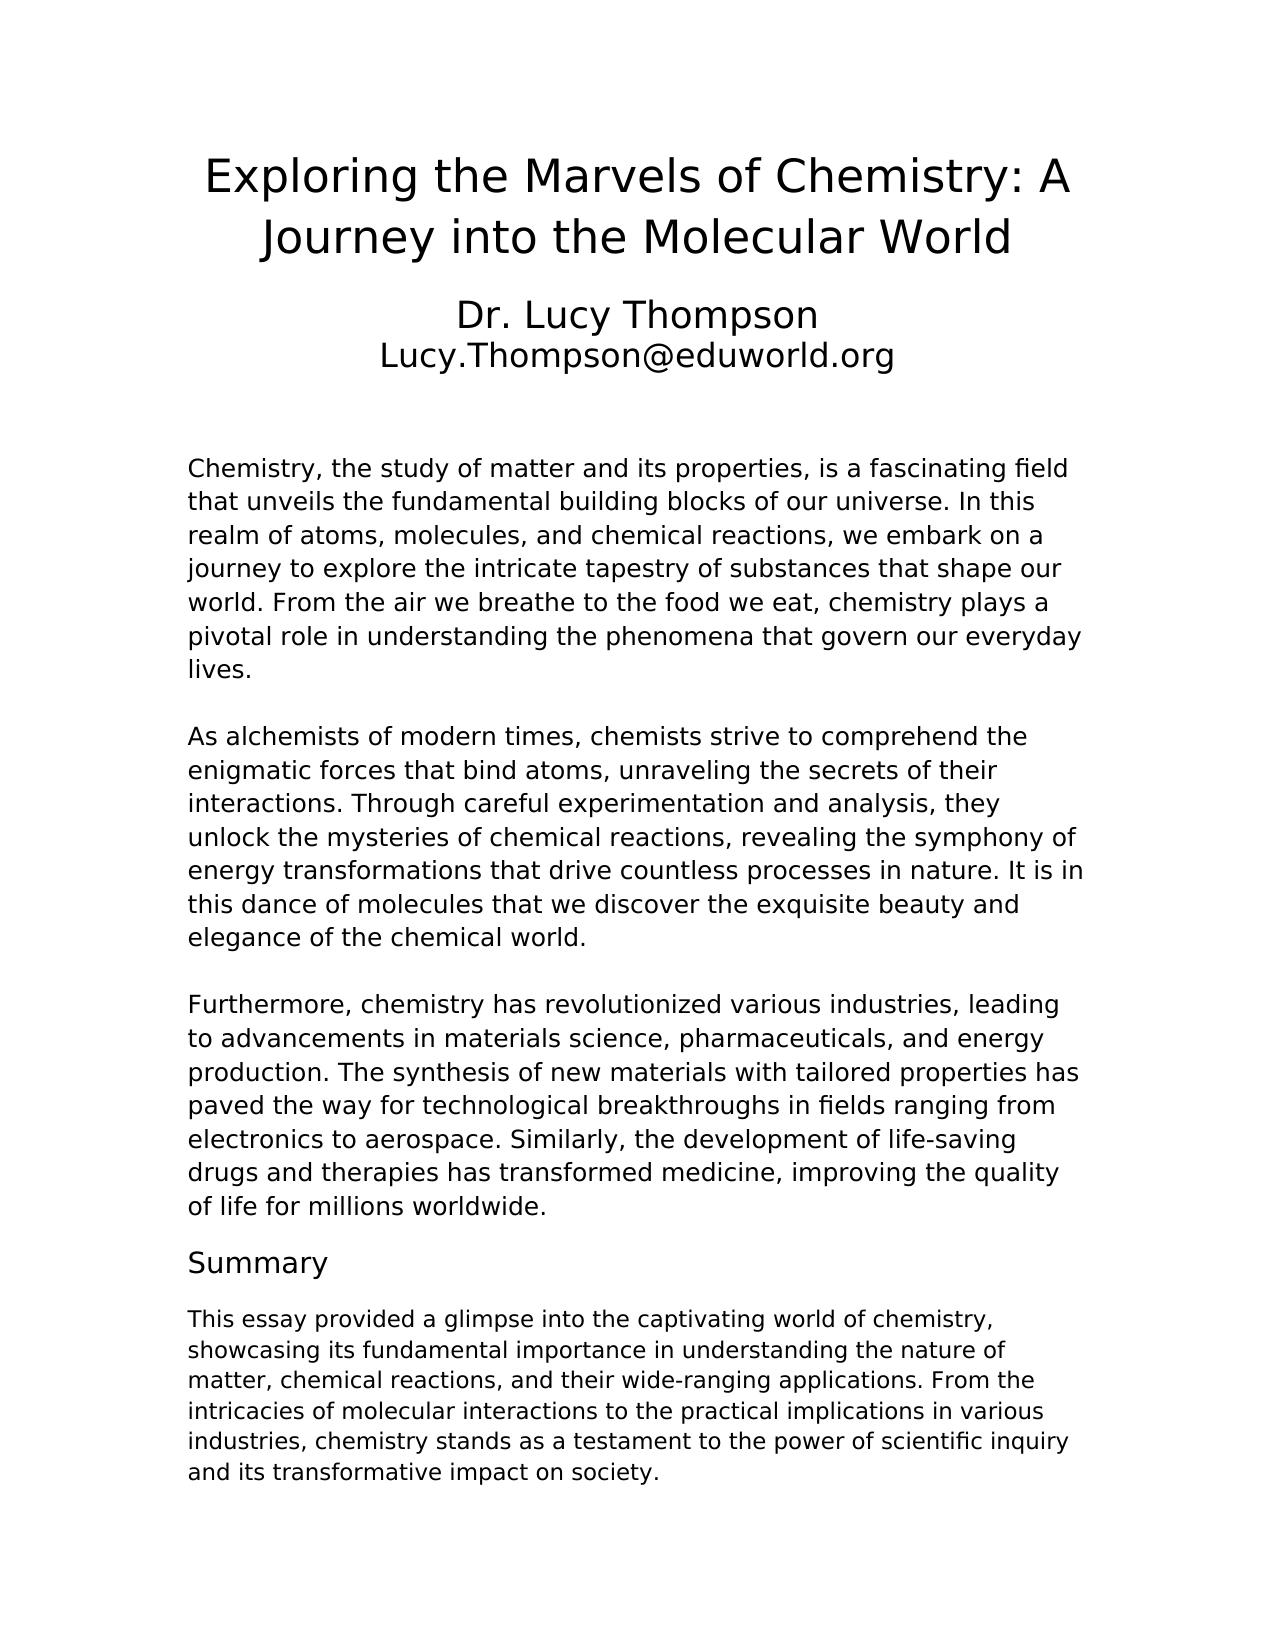 Exploring the Marvels of Chemistry: A
Journey into the Molecular World
Dr. Lucy Thompson
Lucy.Thompson@eduworld.org
Chemistry, the study of matter and its properties, is a fascinating field
that unveils the fundamental building blocks of our universe. In this
realm of atoms, molecules, and chemical reactions, we embark on a
journey to explore the intricate tapestry of substances that shape our
world. From the air we breathe to the food we eat, chemistry plays a
pivotal role in understanding the phenomena that govern our everyday
lives.
As alchemists of modern times, chemists strive to comprehend the
enigmatic forces that bind atoms, unraveling the secrets of their
interactions. Through careful experimentation and analysis, they
unlock the mysteries of chemical reactions, revealing the symphony of
energy transformations that drive countless processes in nature. It is in
this dance of molecules that we discover the exquisite beauty and
elegance of the chemical world.
Furthermore, chemistry has revolutionized various industries, leading
to advancements in materials science, pharmaceuticals, and energy
production. The synthesis of new materials with tailored properties has
paved the way for technological breakthroughs in fields ranging from
electronics to aerospace. Similarly, the development of life-saving
drugs and therapies has transformed medicine, improving the quality
of life for millions worldwide.
Summary
This essay provided a glimpse into the captivating world of chemistry,
showcasing its fundamental importance in understanding the nature of
matter, chemical reactions, and their wide-ranging applications. From the
intricacies of molecular interactions to the practical implications in various
industries, chemistry stands as a testament to the power of scientific inquiry
and its transformative impact on society.